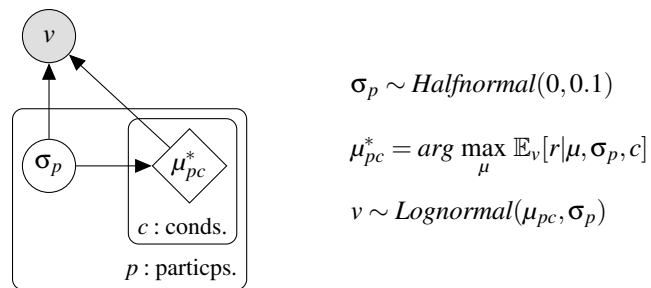 v
σ_p
μ*_pc
c : conds.
p : particps.
σ_p ∼ Halfnormal(0, 0.1)
μ*_pc = arg max_μ 𝔼_v[r|μ, σ_p, c]
v ∼ Lognormal(μ_pc, σ_p)